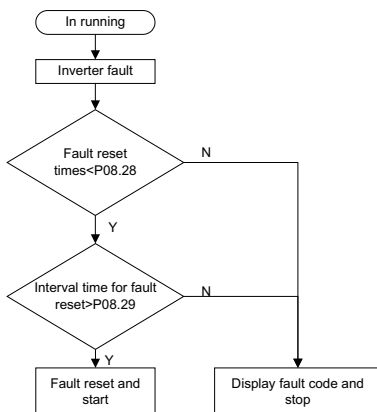 In running
Inverter fault
Fault reset
times<P08.28
N
Y
Interval time for fault
reset>P08.29
N
Y
Fault reset and
start
Display fault code and
stop